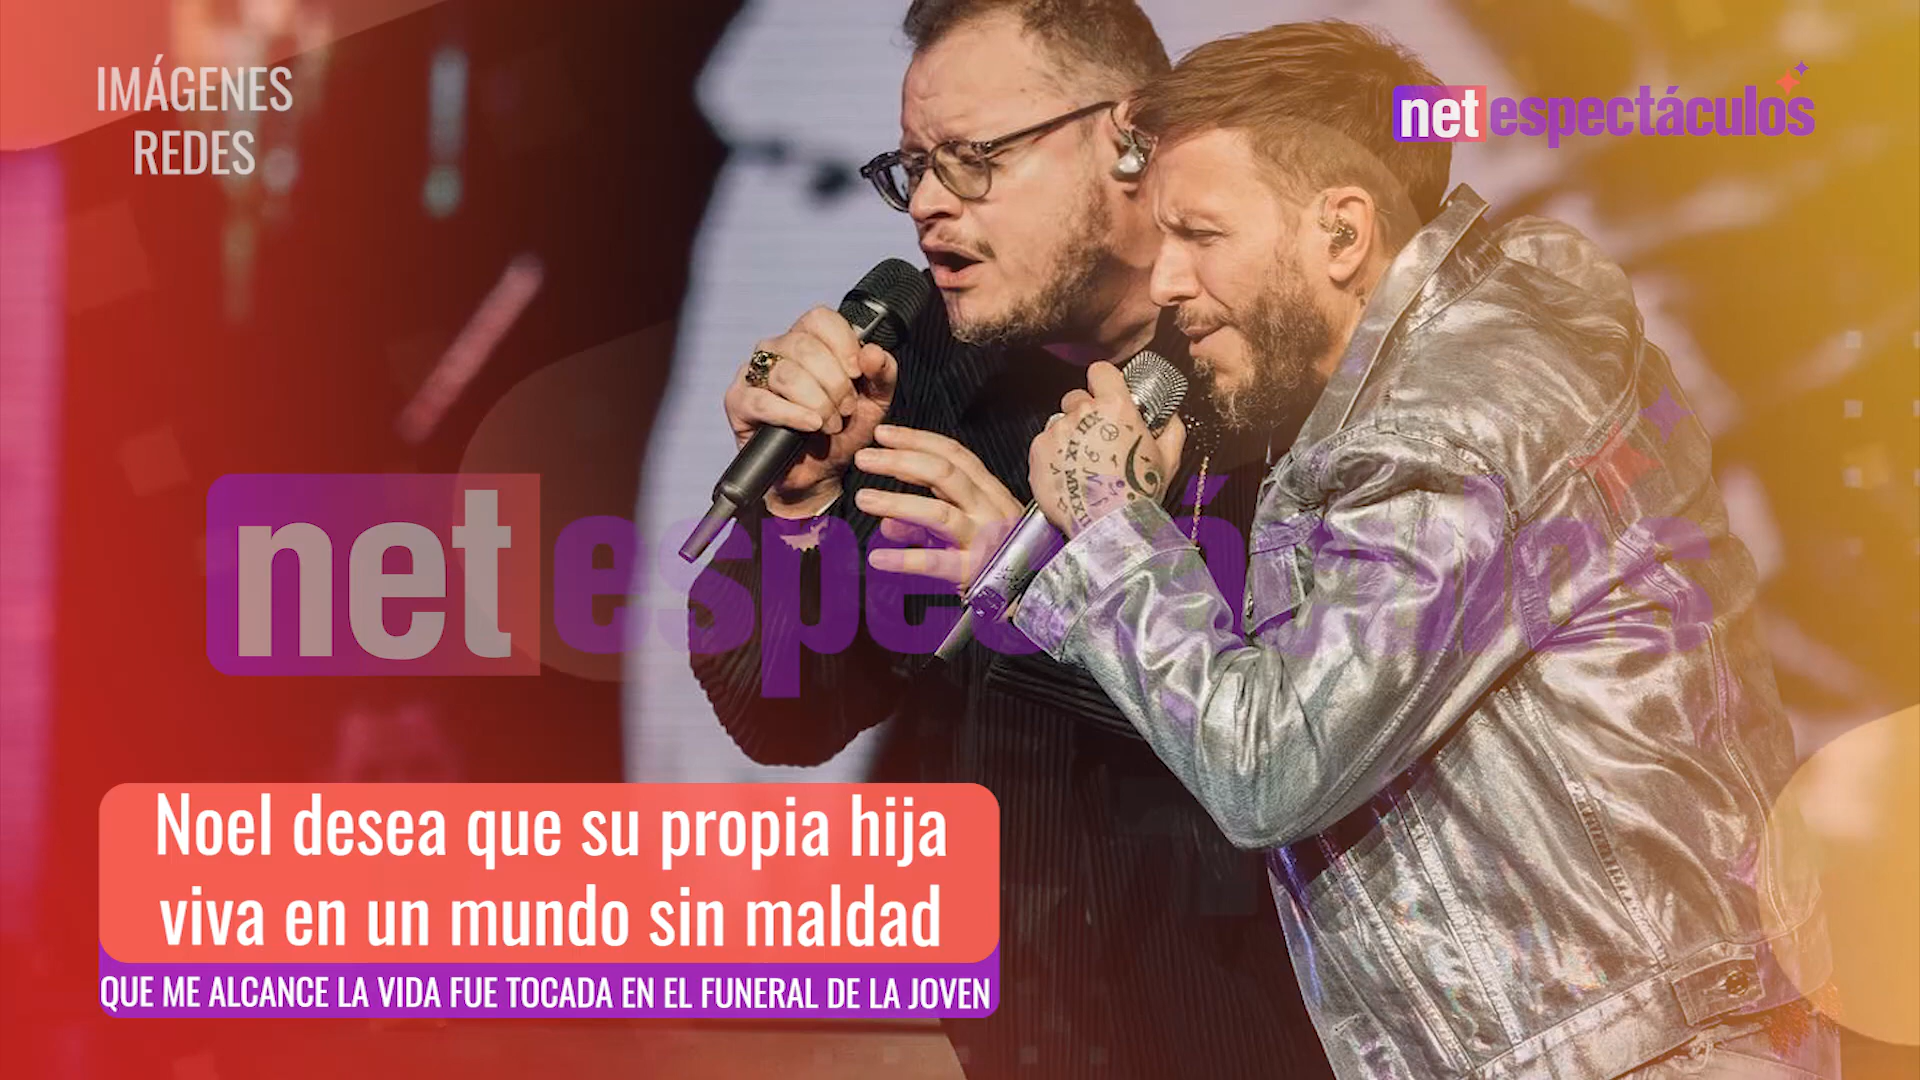 IMÁGENES
REDES
net espectáculos
net espectáculos
Noel desea que su propia hija
viva en un mundo sin maldad
QUE ME ALCANCE LA VIDA FUE TOCADA EN EL FUNERAL DE LA JOVEN